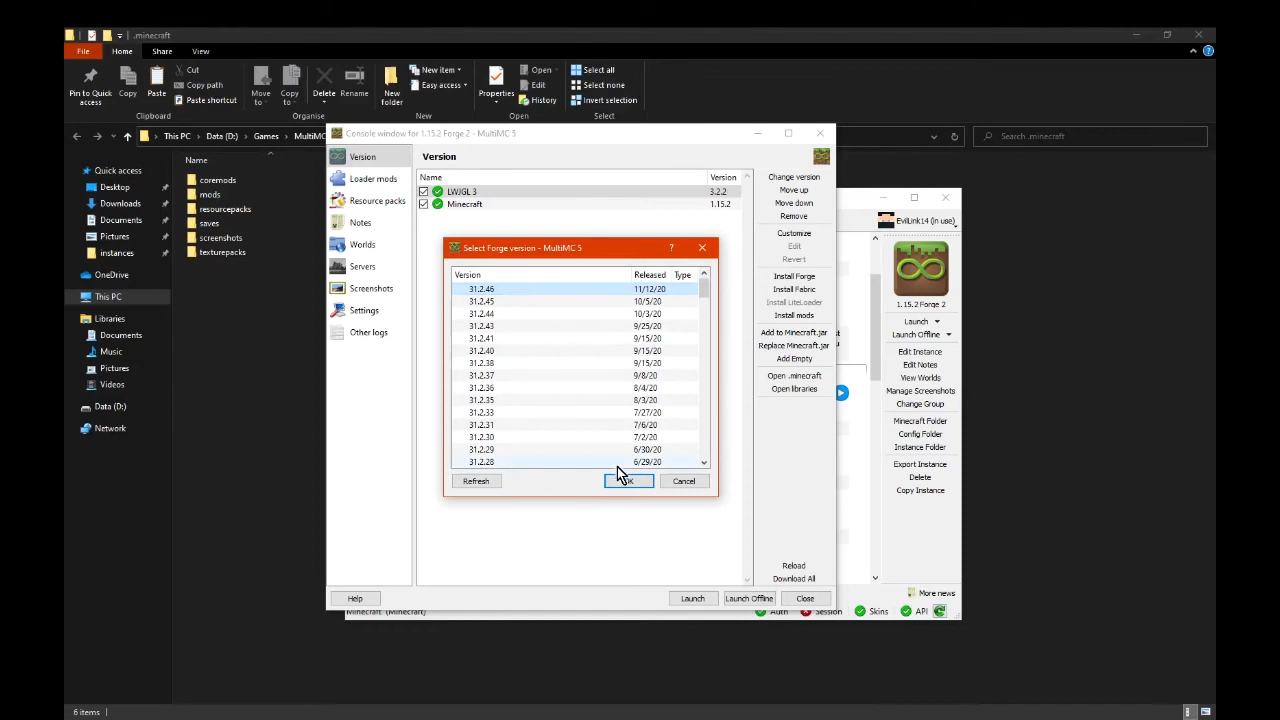 .minecraft
File Home Share View
Pin to Quick access
Copy
Paste
Cut
Copy path
Paste shortcut
Move to
Copy to
Delete
Rename
New folder
New item
Easy access
Properties
Open
Edit
History
Select all
Select none
Invert selection
Clipboard Organise New Open Select
This PC Data (D:) Games MultiMC
Search .minecraft
Quick access
Desktop
Downloads
Documents
Pictures
instances
OneDrive
This PC
Libraries
Documents
Music
Pictures
Videos
Data (D:)
Network
Name
coremods
mods
resourcepacks
saves
screenshots
texturepacks
6 items
Console window for 1.15.2 Forge 2 - MultiMC 5
Version
Loader mods
Resource packs
Notes
Worlds
Servers
Screenshots
Settings
Other logs
Version
Name Version
LWJGL 3 3.2.2
Minecraft 1.15.2
Change version
Move up
Move down
Remove
Customize
Edit
Revert
Install Forge
Install Fabric
Install LiteLoader
Install mods
Add to Minecraft.jar
Replace Minecraft.jar
Add Empty
Open .minecraft
Open libraries
Reload
Download All
Help Launch Launch Offline Close
Select Forge version - MultiMC 5
? 
Version Released Type
31.2.46 11/12/20
31.2.45 10/5/20
31.2.44 10/3/20
31.2.43 9/25/20
31.2.41 9/15/20
31.2.40 9/15/20
31.2.38 9/15/20
31.2.37 9/8/20
31.2.36 8/4/20
31.2.35 8/3/20
31.2.33 7/27/20
31.2.31 7/6/20
31.2.30 7/2/20
31.2.29 6/30/20
31.2.28 6/29/20
Refresh Cancel
EvilLink14 (in use)
1.15.2 Forge 2
Launch
Launch Offline
Edit Instance
Edit Notes
View Worlds
Manage Screenshots
Change Group
Minecraft Folder
Config Folder
Instance Folder
Export Instance
Delete
Copy Instance
More news
Minecraft (Minecraft)
Auth Session Skins API